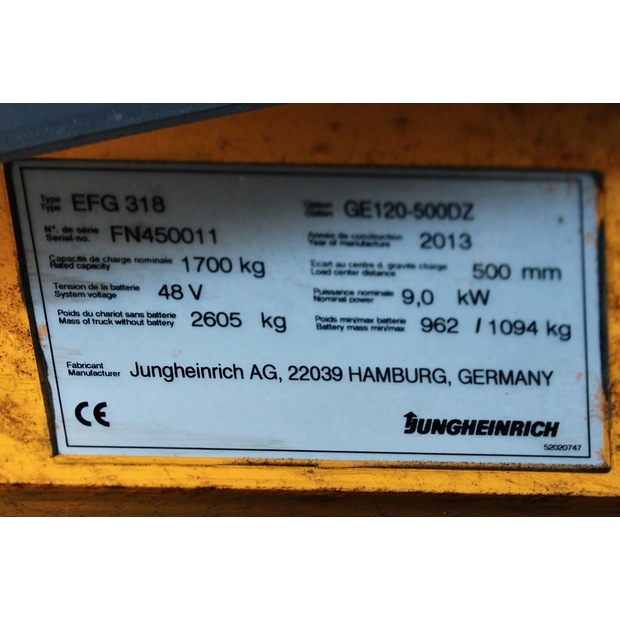 Type
Type EFG 318
Option
Option GE120-500DZ
N°. de série
Serial-no. FN450011
Année de construction
Year of manufacture 2013
Capacité de charge nominale
Rated capacity 1700 kg
Ecart au centre d. gravité charge
Load center distance 500 mm
Tension de la batterie
System voltage 48 V
Puissance nominale
Nominal power 9,0 kW
Poids du chariot sans batterie
Mass of truck without battery 2605 kg
Poids min/max batterie
Battery mass min/max 962 / 1094 kg
Fabricant
Manufacturer Jungheinrich AG, 22039 HAMBURG, GERMANY
CE
JUNGHEINRICH
52020747